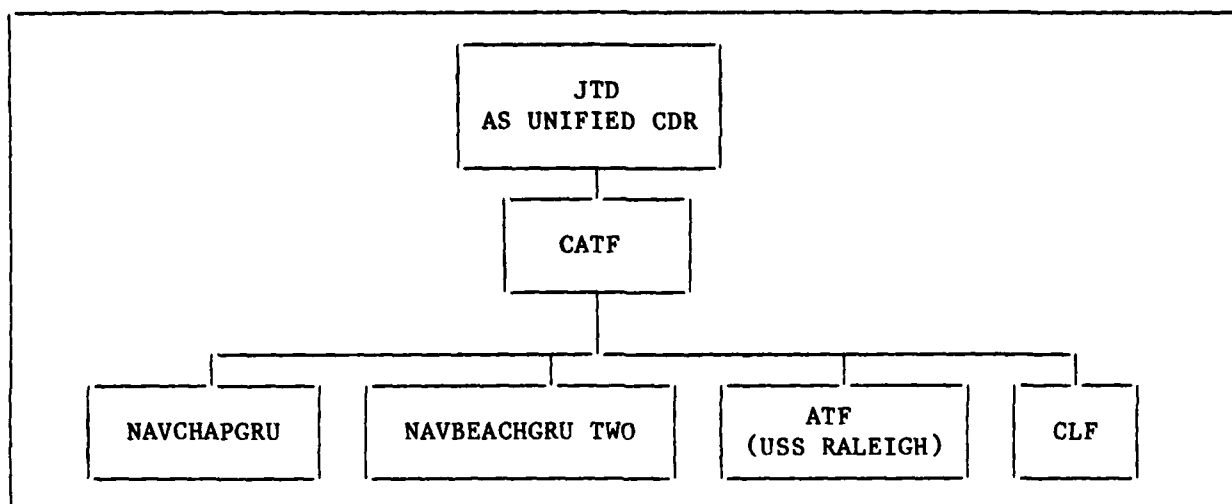 JTD
AS UNIFIED CDR
CATF
NAVCHAPGRU
NAVBEACHGRU TWO
ATF
(USS RALEIGH)
CLF